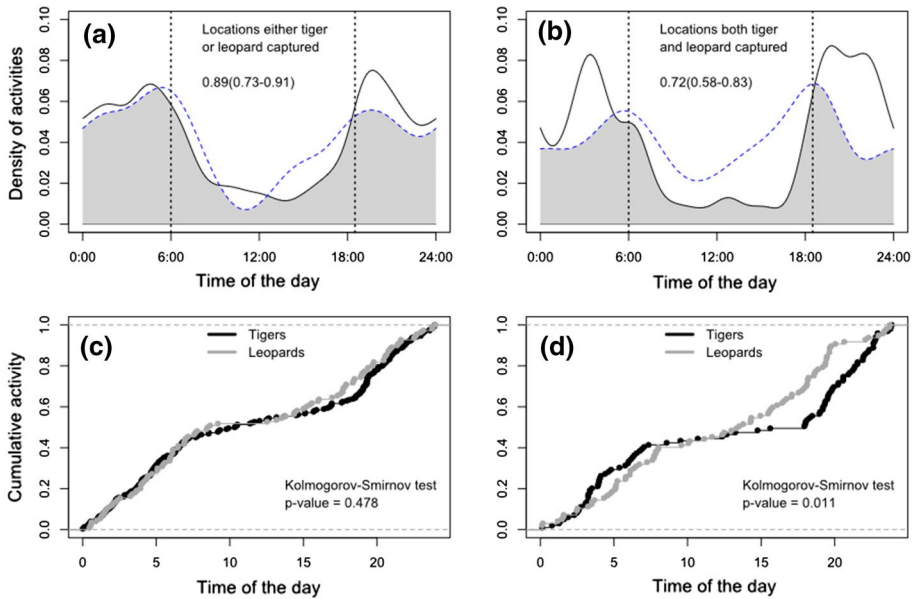 (a)
Locations either tiger
or leopard captured
0.89(0.73-0.91)
Density of activities
0.00 0.02 0.04 0.06 0.08 0.10
0:00 6:00 12:00 18:00 24:00
Time of the day
(b)
Locations both tiger
and leopard captured
0.72(0.58-0.83)
0.00 0.02 0.04 0.06 0.08 0.10
0:00 6:00 12:00 18:00 24:00
Time of the day
(c)
Tigers
Leopards
Kolmogorov-Smirnov test
p-value = 0.478
Cumulative activity
0.0 0.2 0.4 0.6 0.8 1.0
0 5 10 15 20
Time of the day
(d)
Tigers
Leopards
Kolmogorov-Smirnov test
p-value = 0.011
0.0 0.2 0.4 0.6 0.8 1.0
0 5 10 15 20
Time of the day